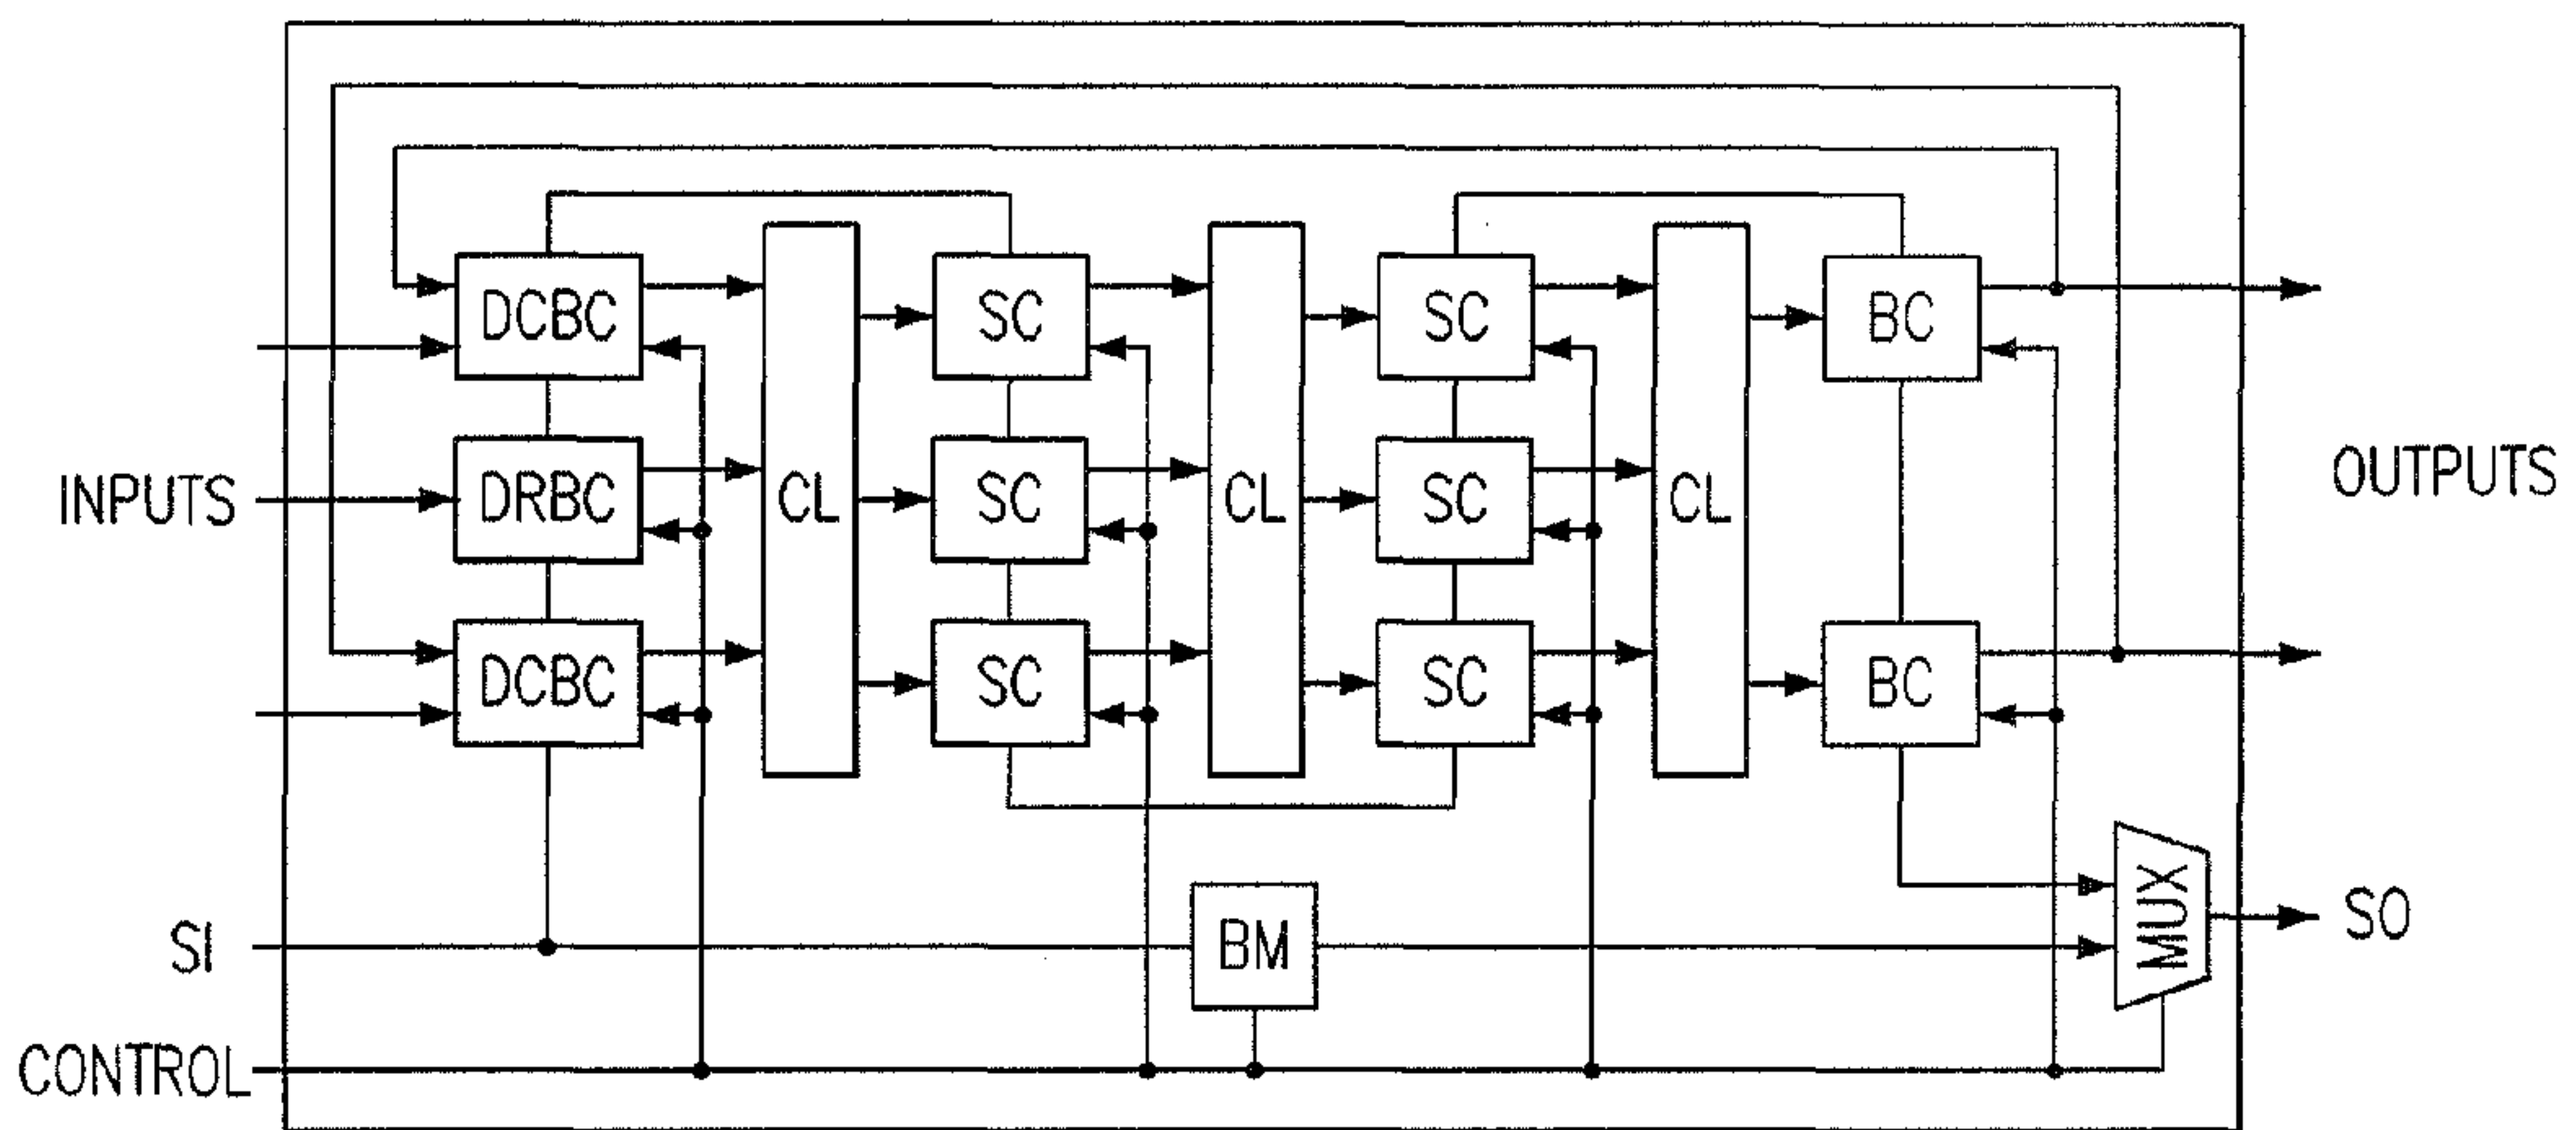 DCBC
SC
SC
BC
INPUTS
DRBC
CL
SC
CL
SC
CL
OUTPUTS
DCBC
SC
SC
BC
SI
BM
MUX
SO
CONTROL